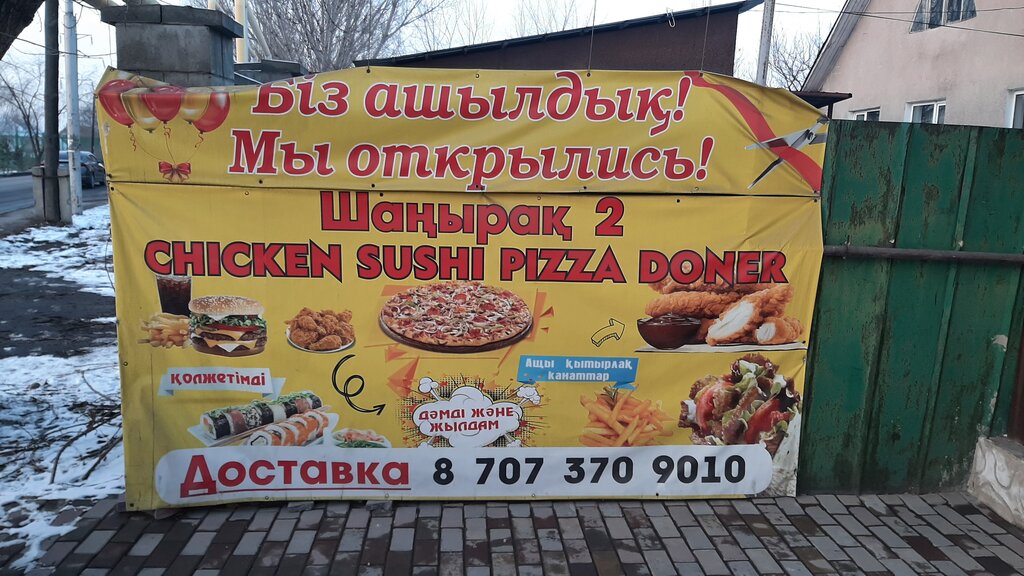 Біз ашылдық!
Мы открылись!
Шаңырақ 2
CHICKEN SUSHI PIZZA DONER
қолжетімді
Ащы қытырлақ
қанаттар
дәмді және
жылдам
Доставка 8 707 370 9010